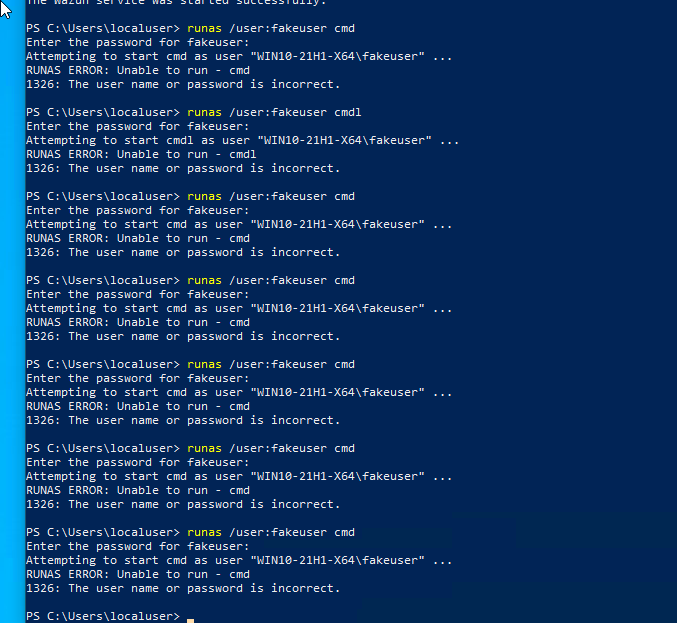 The Wazuh service was started successfully.
PS C:\Users\localuser> runas /user:fakeuser cmd
Enter the password for fakeuser:
Attempting to start cmd as user "WIN10-21H1-X64\fakeuser" ...
RUNAS ERROR: Unable to run - cmd
1326: The user name or password is incorrect.
PS C:\Users\localuser> runas /user:fakeuser cmdl
Enter the password for fakeuser:
Attempting to start cmdl as user "WIN10-21H1-X64\fakeuser" ...
RUNAS ERROR: Unable to run - cmdl
1326: The user name or password is incorrect.
PS C:\Users\localuser> runas /user:fakeuser cmd
Enter the password for fakeuser:
Attempting to start cmd as user "WIN10-21H1-X64\fakeuser" ...
RUNAS ERROR: Unable to run - cmd
1326: The user name or password is incorrect.
PS C:\Users\localuser> runas /user:fakeuser cmd
Enter the password for fakeuser:
Attempting to start cmd as user "WIN10-21H1-X64\fakeuser" ...
RUNAS ERROR: Unable to run - cmd
1326: The user name or password is incorrect.
PS C:\Users\localuser> runas /user:fakeuser cmd
Enter the password for fakeuser:
Attempting to start cmd as user "WIN10-21H1-X64\fakeuser" ...
RUNAS ERROR: Unable to run - cmd
1326: The user name or password is incorrect.
PS C:\Users\localuser> runas /user:fakeuser cmd
Enter the password for fakeuser:
Attempting to start cmd as user "WIN10-21H1-X64\fakeuser" ...
RUNAS ERROR: Unable to run - cmd
1326: The user name or password is incorrect.
PS C:\Users\localuser> runas /user:fakeuser cmd
Enter the password for fakeuser:
Attempting to start cmd as user "WIN10-21H1-X64\fakeuser" ...
RUNAS ERROR: Unable to run - cmd
1326: The user name or password is incorrect.
PS C:\Users\localuser>